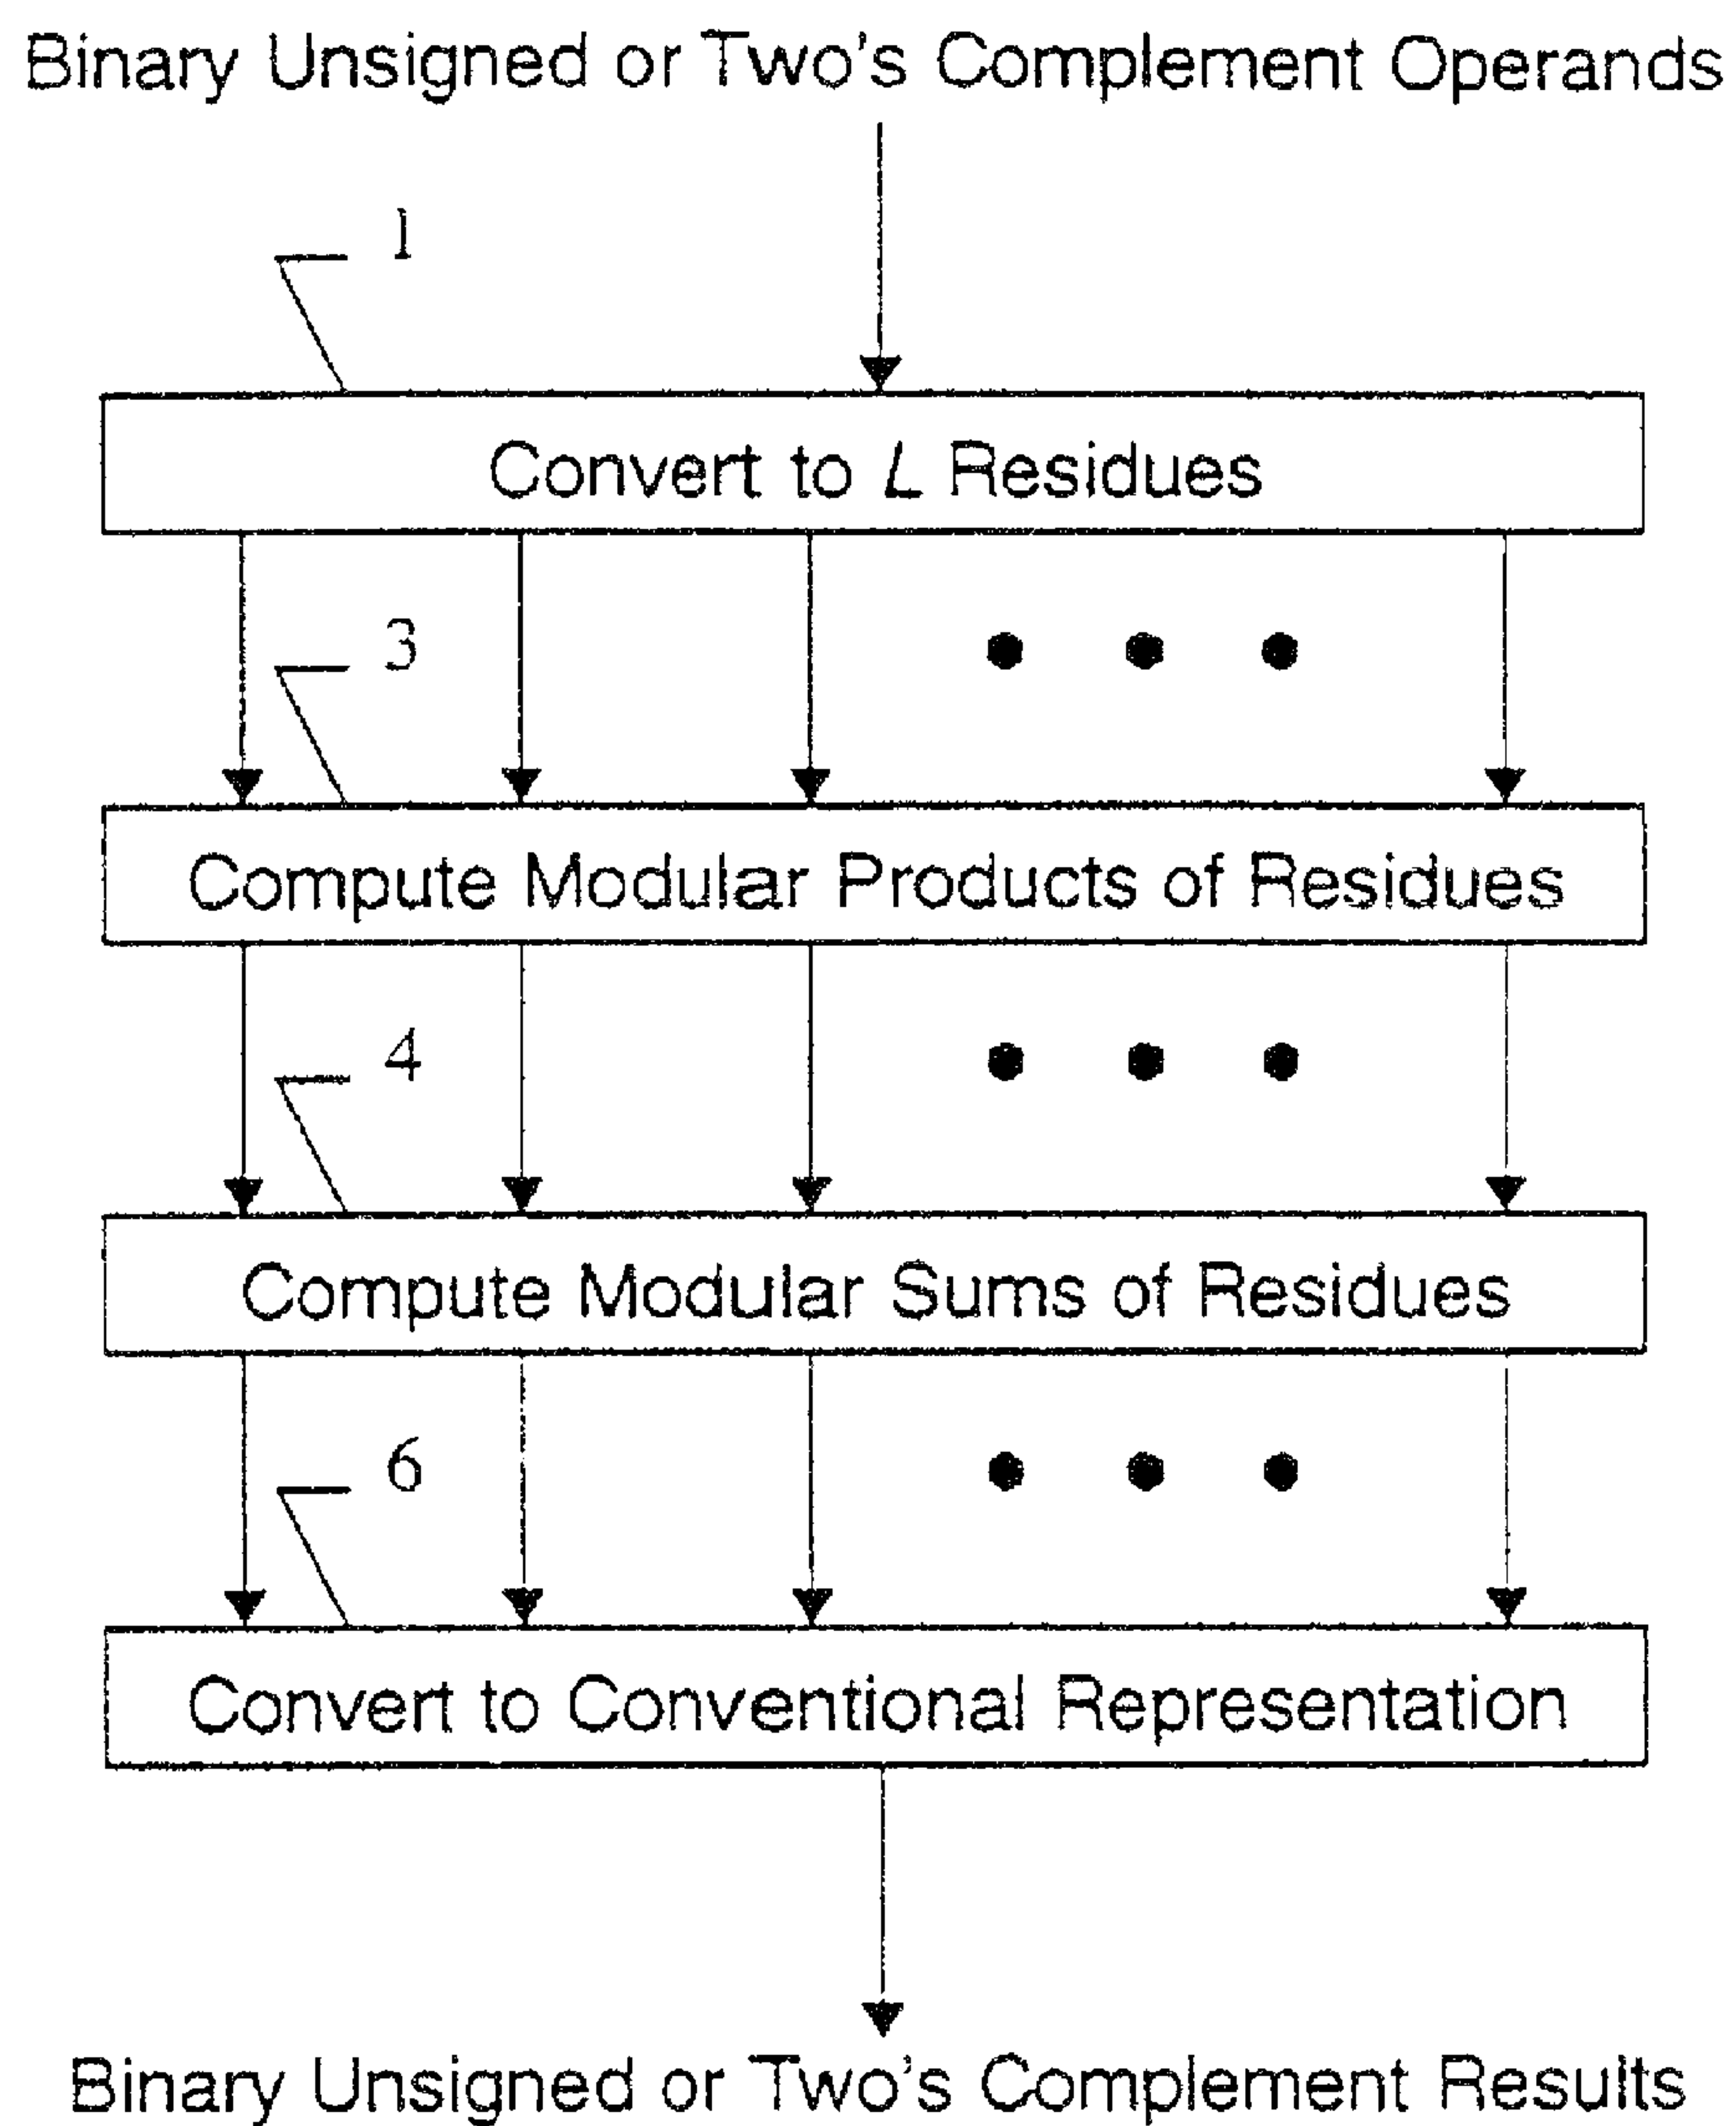 Binary Unsigned or Two's Complement Operands
1
Convert to L Residues
3
Compute Modular Products of Residues
4
Compute Modular Sums of Residues
6
Convert to Conventional Representation
Binary Unsigned or Two's Complement Results